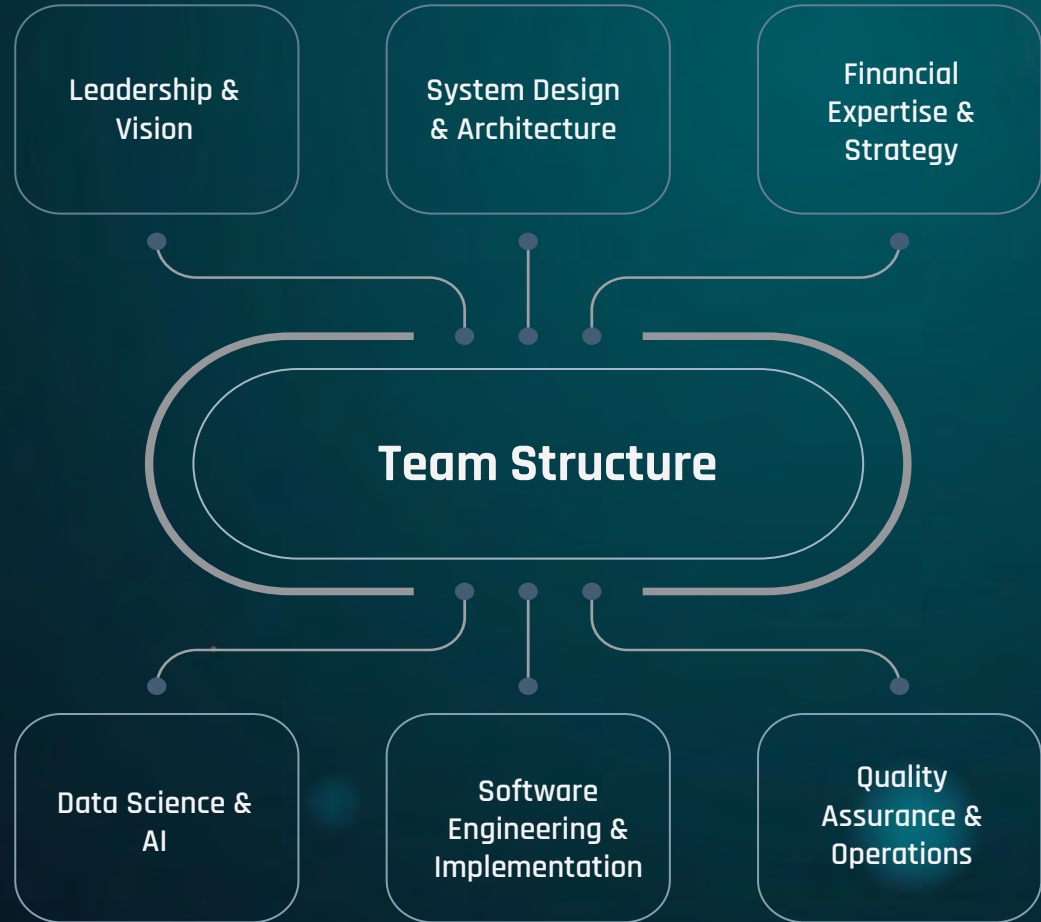 Leadership &
Vision
System Design
& Architecture
Financial
Expertise &
Strategy
Team Structure
Data Science &
AI
Software
Engineering &
Implementation
Quality
Assurance &
Operations